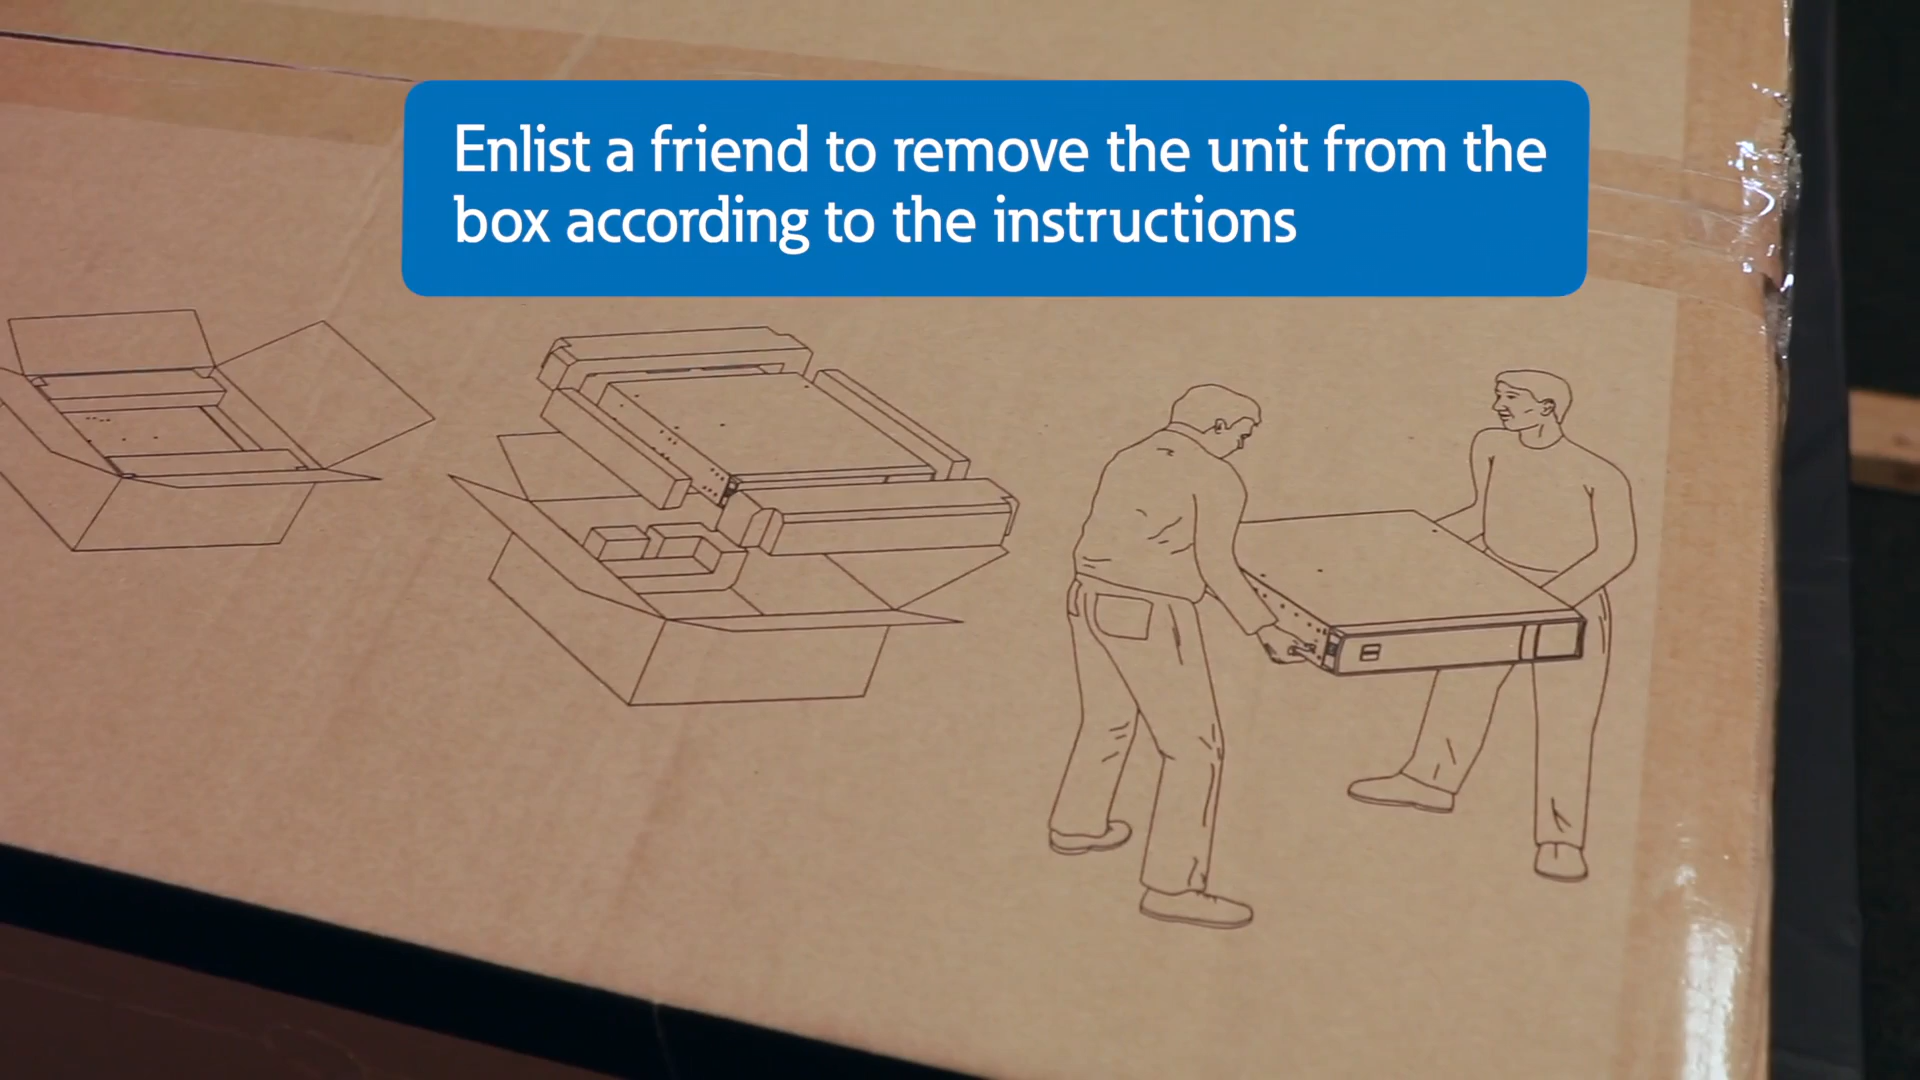 Enlist a friend to remove the unit from the
box according to the instructions